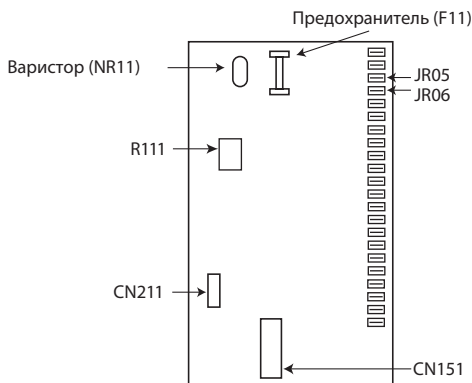 Предохранитель (F11)
Варистор (NR11)
JR05
JR06
R111
CN211
CN151